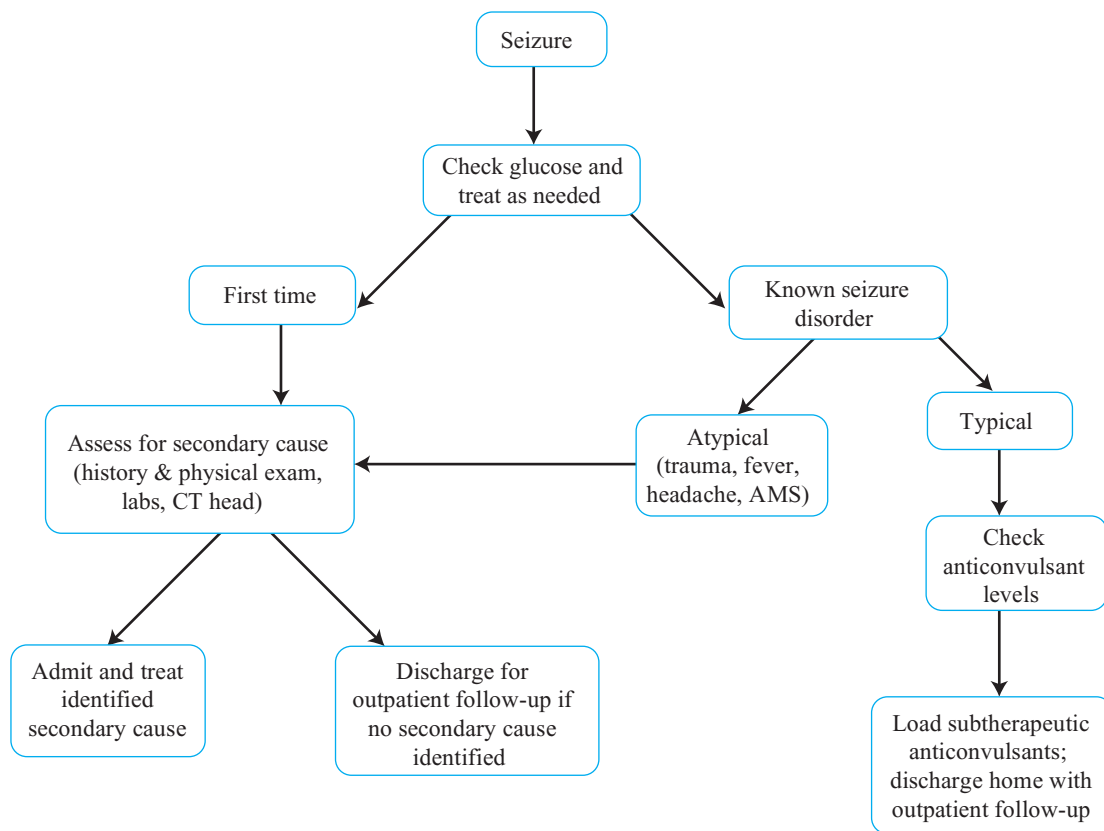 Seizure
Check glucose and
treat as needed
First time
Known seizure
disorder
Assess for secondary cause
(history & physical exam,
labs, CT head)
Atypical
(trauma, fever,
headache, AMS)
Typical
Check
anticonvulsant
levels
Admit and treat
identified
secondary cause
Discharge for
outpatient follow-up if
no secondary cause
identified
Load subtherapeutic
anticonvulsants;
discharge home with
outpatient follow-up